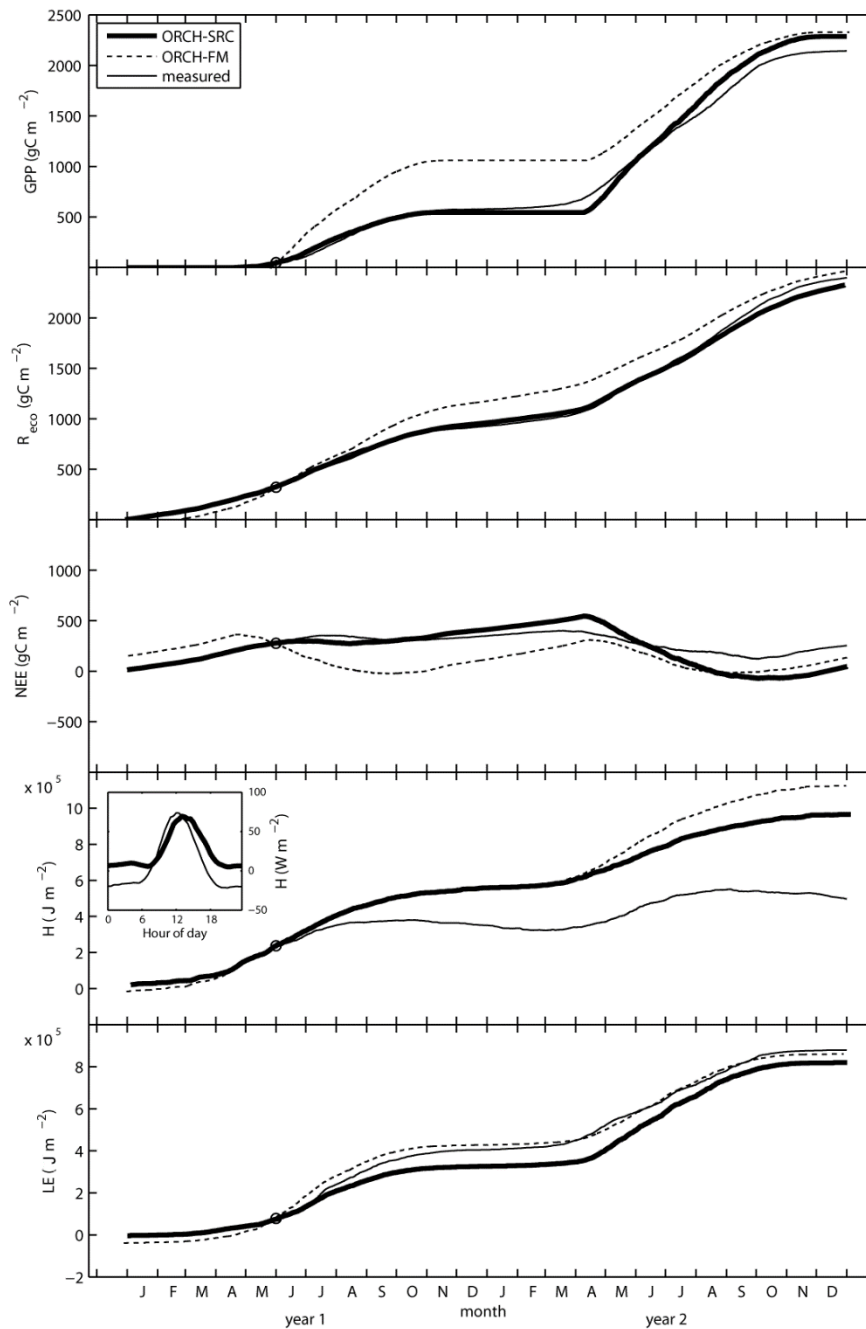 2500
ORCH-SRC
ORCH-FM
measured
2000
1500
1000
500
GPP (gC m −2)
2000
1500
1000
500
R eco (gC m −2)
1000
500
0
−500
NEE (gC m −2)
x 10 5
10
8
6
4
2
0
H ( J m −2)
100
50
0
−50
H (W m −2)
0 6 12 18
Hour of day
x 10 5
8
6
4
2
0
−2
LE ( J m −2)
J F M A M J J A S O N D J F M A M J J A S O N D
year 1 month year 2